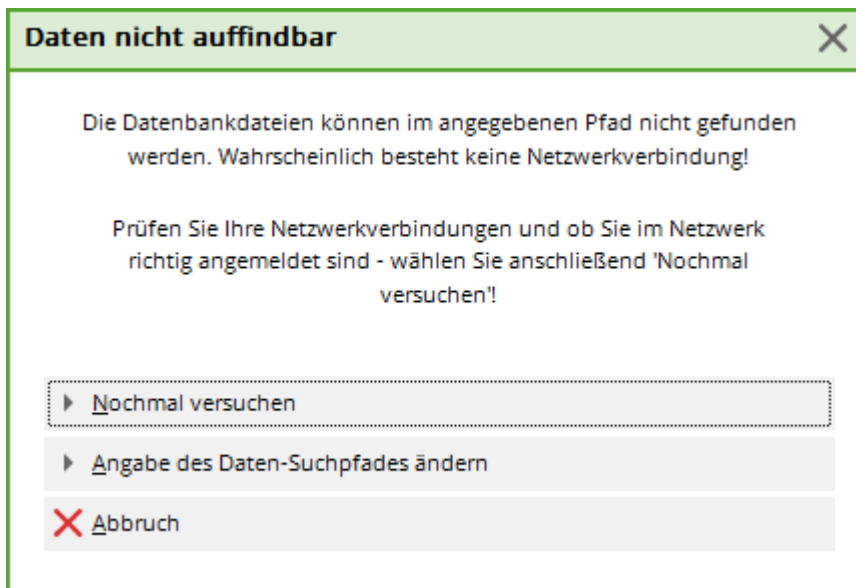 Daten nicht auffindbar
Die Datenbankdateien können im angegebenen Pfad nicht gefunden
werden. Wahrscheinlich besteht keine Netzwerkverbindung!
Prüfen Sie Ihre Netzwerkverbindungen und ob Sie im Netzwerk
richtig angemeldet sind - wählen Sie anschließend 'Nochmal
versuchen'!
Nochmal versuchen
Angabe des Daten-Suchpfades ändern
Abbruch